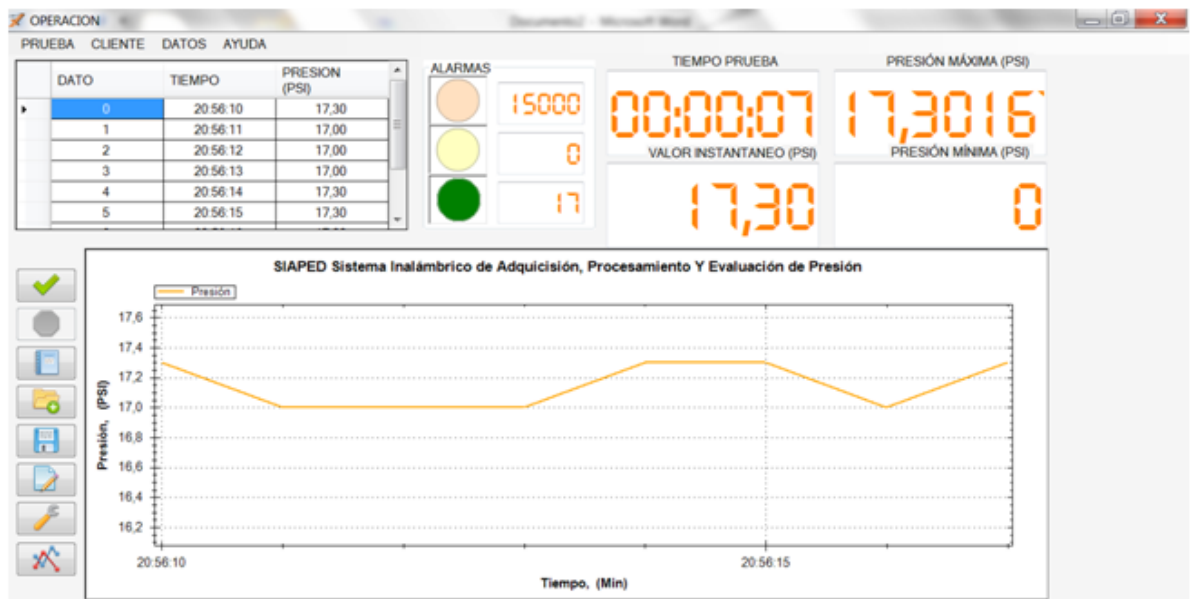 OPERACION
Documento2 - Microsoft Word
PRUEBA CLIENTE DATOS AYUDA
DATO TIEMPO PRESION (PSI)
0 20:56:10 17,30
1 20:56:11 17,00
2 20:56:12 17,00
3 20:56:13 17,00
4 20:56:14 17,30
5 20:56:15 17,30
ALARMAS
15000
0
17
TIEMPO PRUEBA
00:00:07
PRESIÓN MÁXIMA (PSI)
17,3016
VALOR INSTANTANEO (PSI)
17,30
PRESIÓN MÍNIMA (PSI)
0
SIAPED Sistema Inalámbrico de Adquicisión, Procesamiento Y Evaluación de Presión
Presión
17,6
17,4
17,2
17,0
16,8
16,6
16,4
16,2
Presión, (PSI)
20:56:10 20:56:15
Tiempo, (Min)